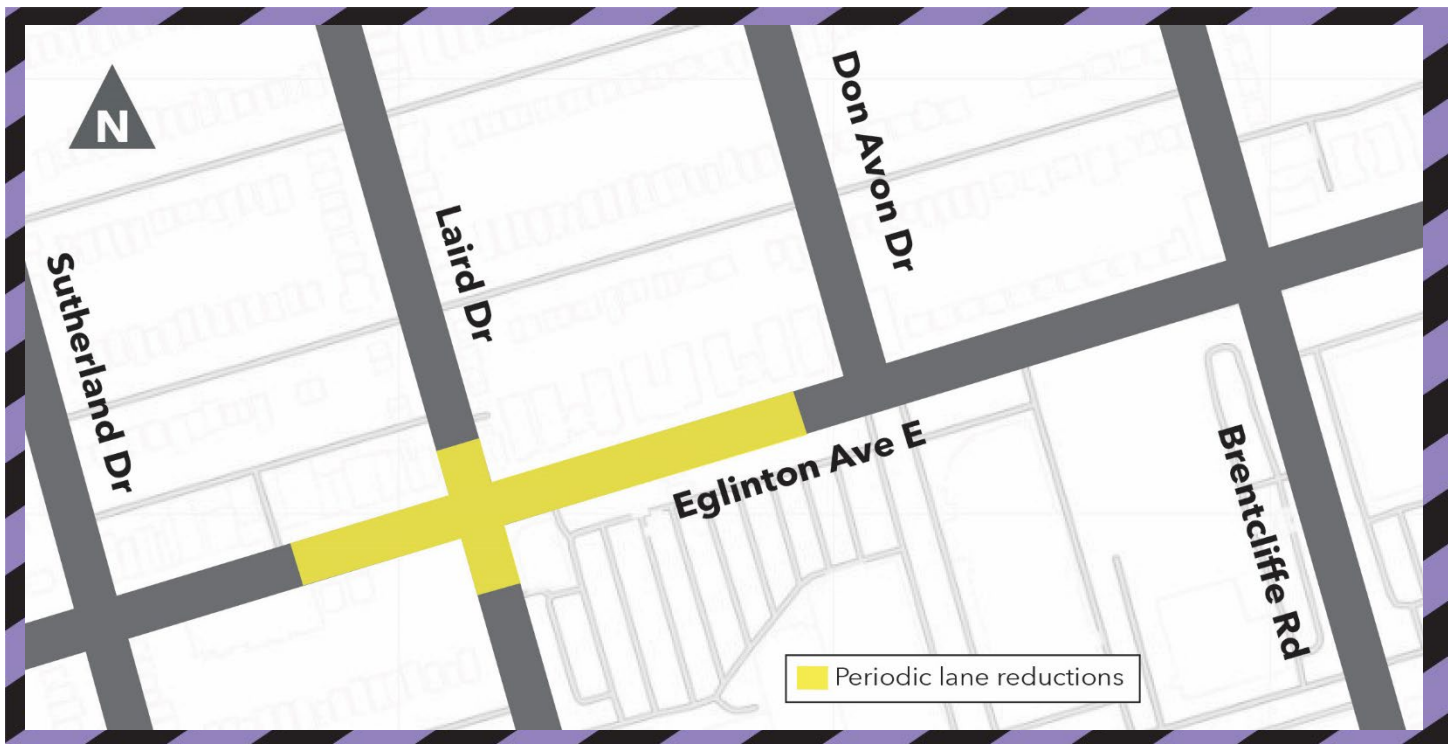 N
Sutherland Dr
Laird Dr
Don Avon Dr
Eglinton Ave E
Brentcliffe Rd
Periodic lane reductions